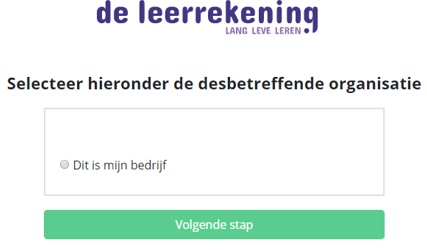 de leerrekening
LANG LEVE LEREN
Selecteer hieronder de desbetreffende organisatie
Dit is mijn bedrijf
Volgende stap